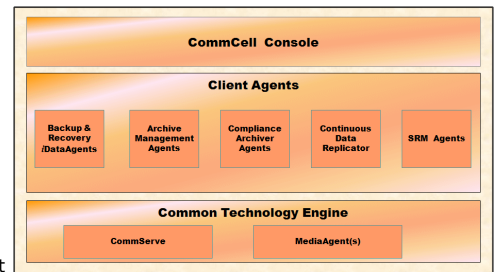 CommCell Console
Client Agents
Backup &
Recovery
iDataAgents
Archive
Management
Agents
Compliance
Archiver
Agents
Continuous
Data
Replicator
SRM Agents
Common Technology Engine
CommServe
MediaAgent(s)
t